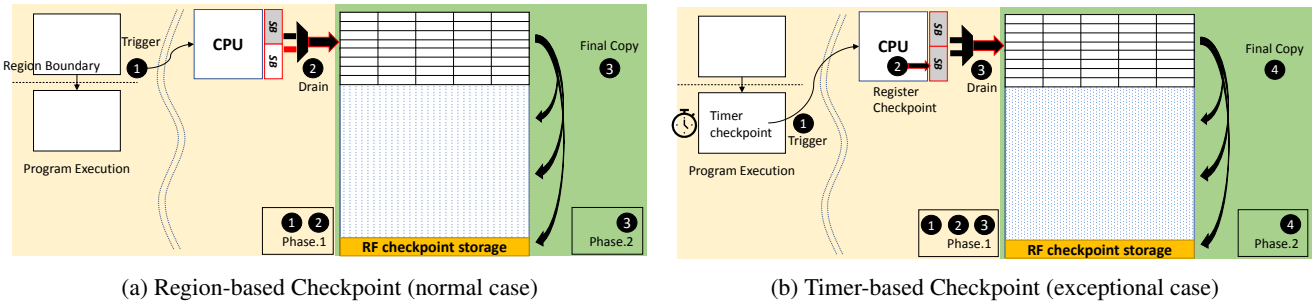 Trigger
1
Region Boundary
Program Execution
CPU
SB
SB
2
Drain
Final Copy
3
1 2
Phase.1
3
Phase.2
RF checkpoint storage
(a) Region-based Checkpoint (normal case)
Timer
checkpoint
1
Trigger
Program Execution
CPU
2
Register
Checkpoint
SB
SB
3
Drain
Final Copy
4
1 2 3
Phase.1
4
Phase.2
RF checkpoint storage
(b) Timer-based Checkpoint (exceptional case)